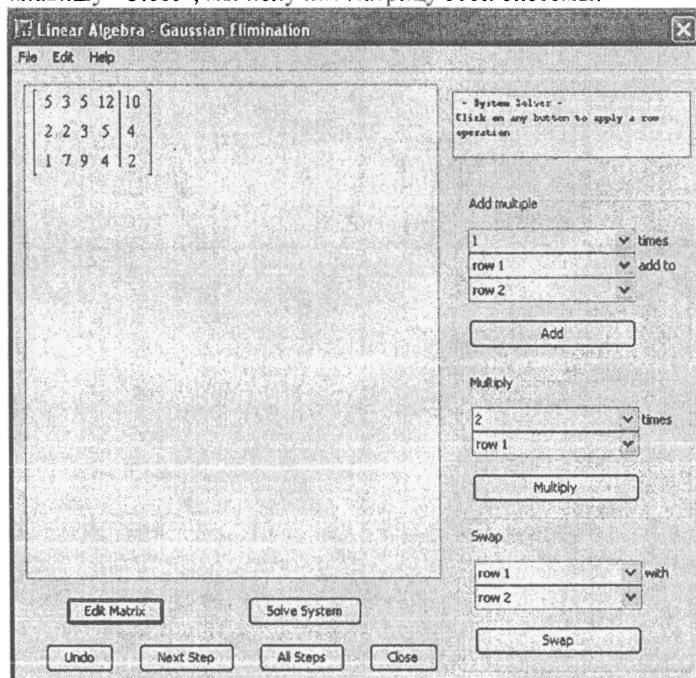 Linear Algebra - Gaussian Elimination
File Edit Help
5 3 5 12 10
2 2 3 5 4
1 7 9 4 2
- System Solver -
Click on any button to apply a row
operation
Add multiple
1 times
row 1 add to
row 2
Add
Multiply
2 times
row 1
Multiply
Swap
row 1 with
row 2
Swap
Edit Matrix Solve System
Undo Next Step All Steps Close